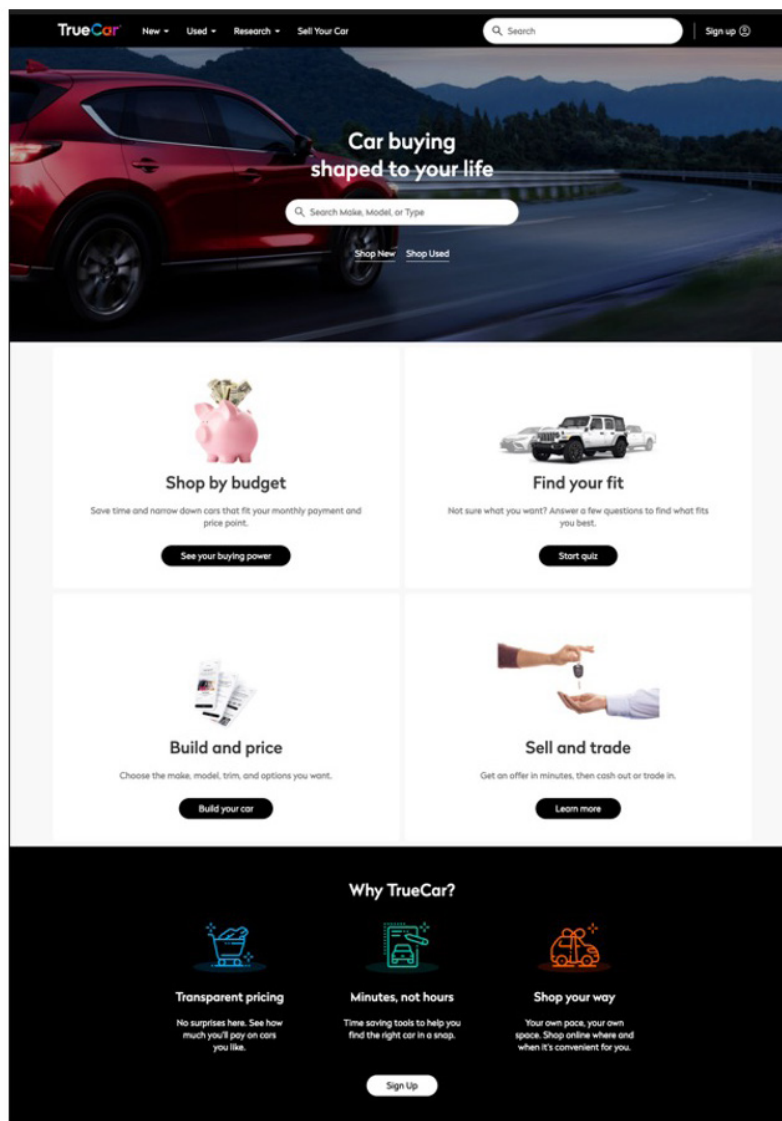 TrueCar
New
Used
Research
Sell Your Car
Search
Sign up
Car buying
shaped to your life
Search Make, Model, or Type
Shop New
Shop Used
Shop by budget
Save time and narrow down cars that fit your monthly payment and
price point.
See your buying power
Find your fit
Not sure what you want? Answer a few questions to find what fits
you best.
Start quiz
Build and price
Choose the make, model, trim, and options you want.
Build your car
Sell and trade
Get an offer in minutes, then cash out or trade in.
Learn more
Why TrueCar?
Transparent pricing
No surprises here. See how
much you'll pay on cars
you like.
Minutes, not hours
Time saving tools to help you
find the right car in a snap.
Shop your way
Your own pace, your own
space. Shop online where and
when it's convenient for you.
Sign Up